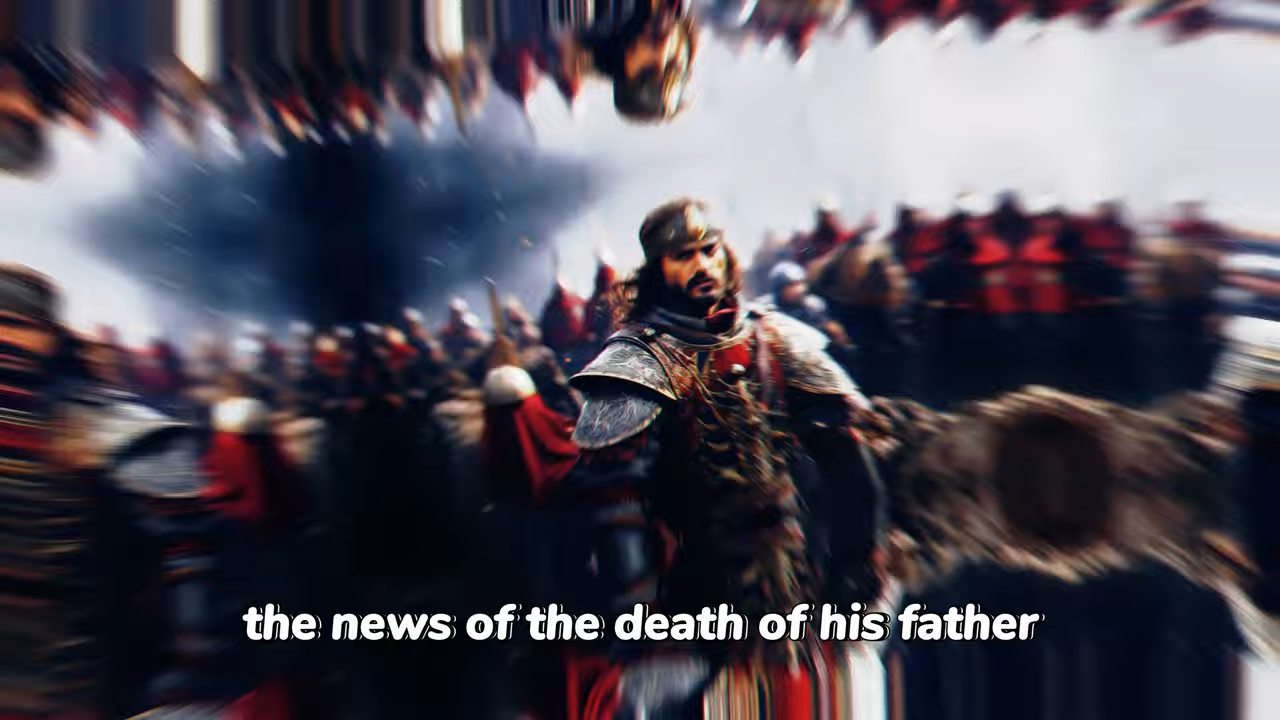 the news of the death of his father